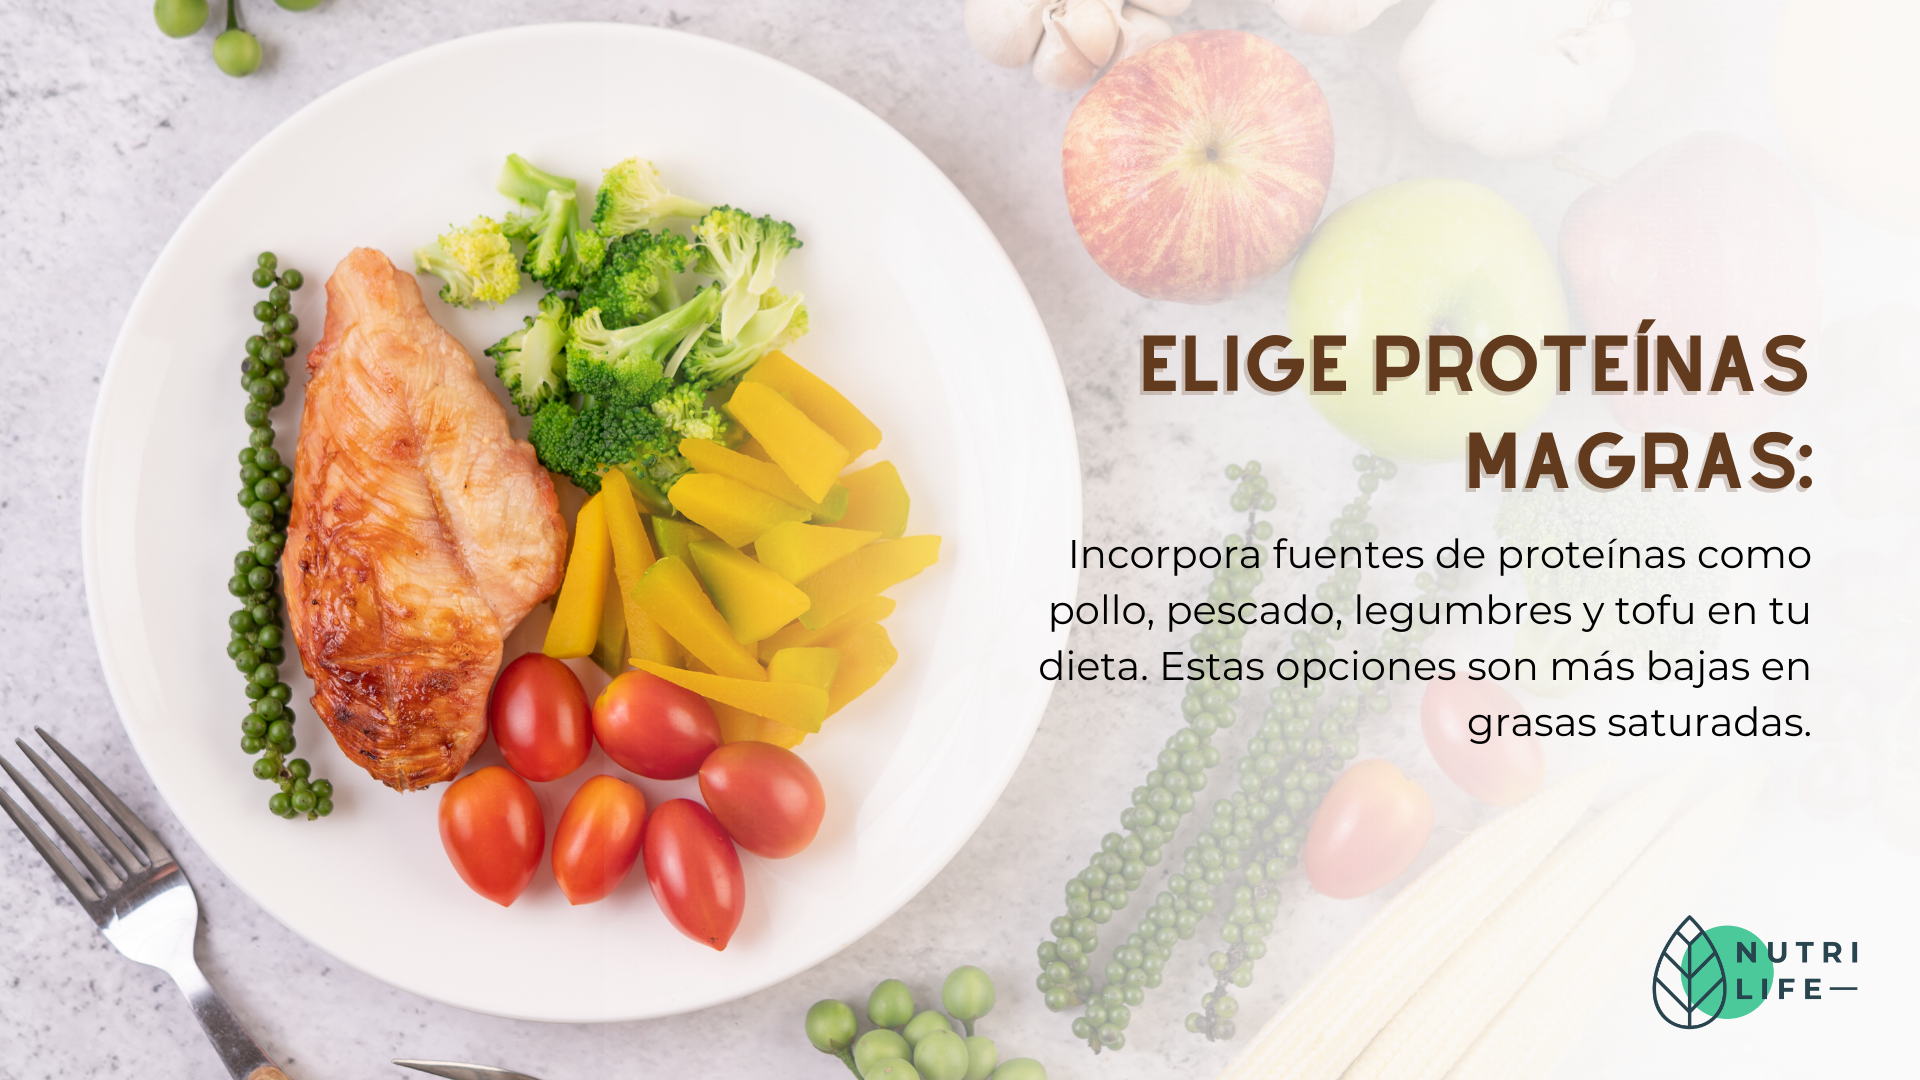 ELIGE PROTEÍNAS
MAGRAS:
Incorpora fuentes de proteínas como
pollo, pescado, legumbres y tofu en tu
dieta. Estas opciones son más bajas en
grasas saturadas.
NUTRI
LIFE